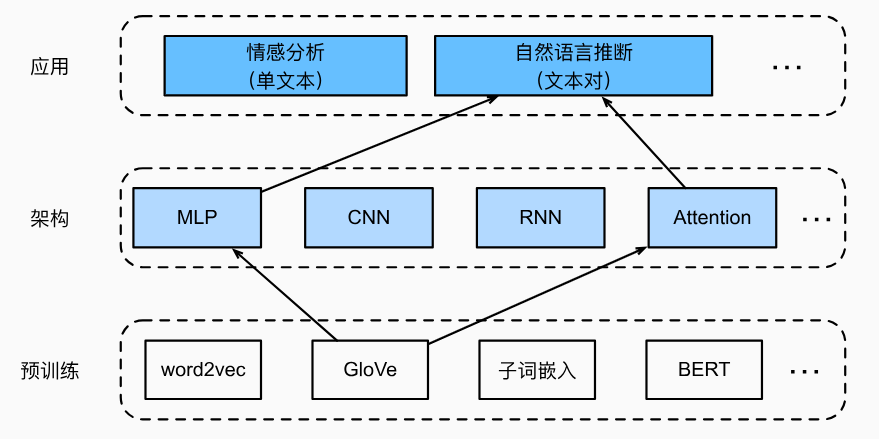 应用
情感分析
(单文本)
自然语言推断
(文本对)
...
架构
MLP
CNN
RNN
Attention
...
预训练
word2vec
GloVe
子词嵌入
BERT
...